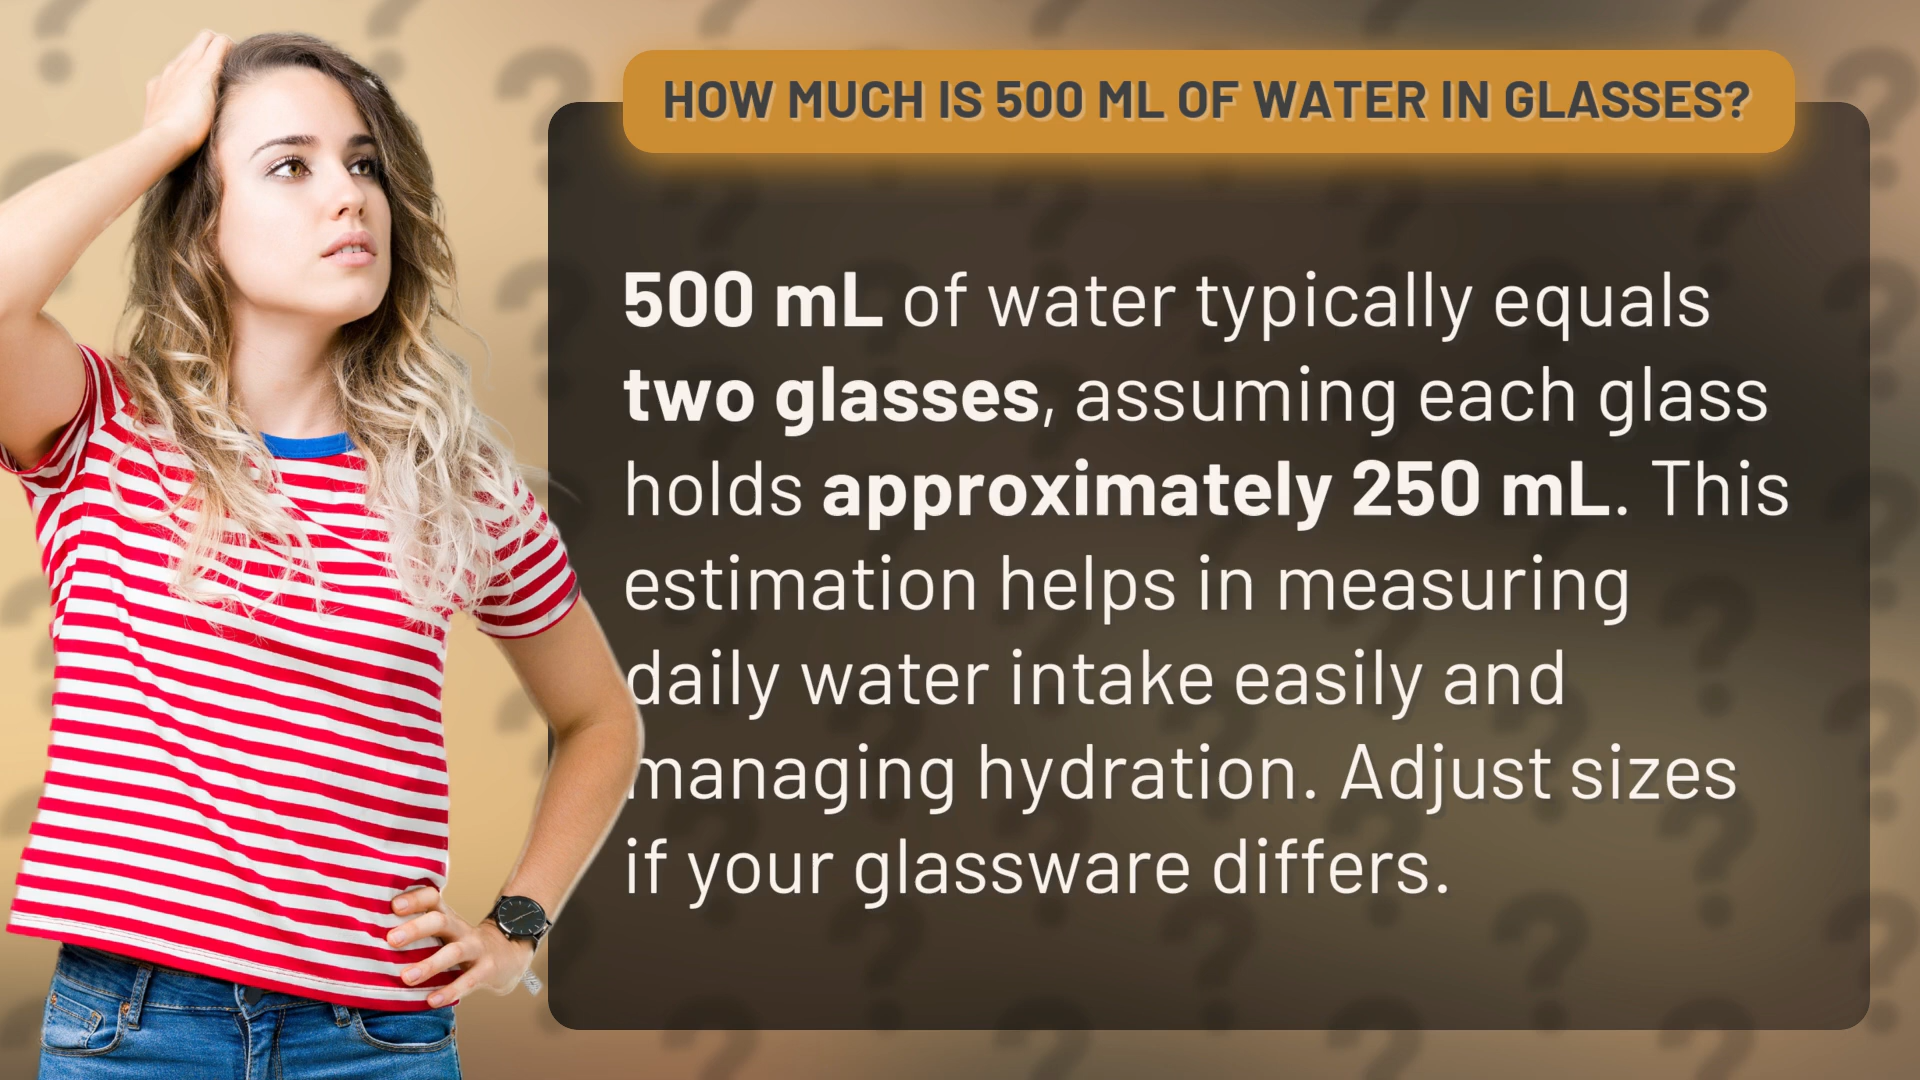 HOW MUCH IS 500 ML OF WATER IN GLASSES?
500 mL of water typically equals
two glasses, assuming each glass
holds approximately 250 mL. This
estimation helps in measuring
daily water intake easily and
managing hydration. Adjust sizes
if your glassware differs.